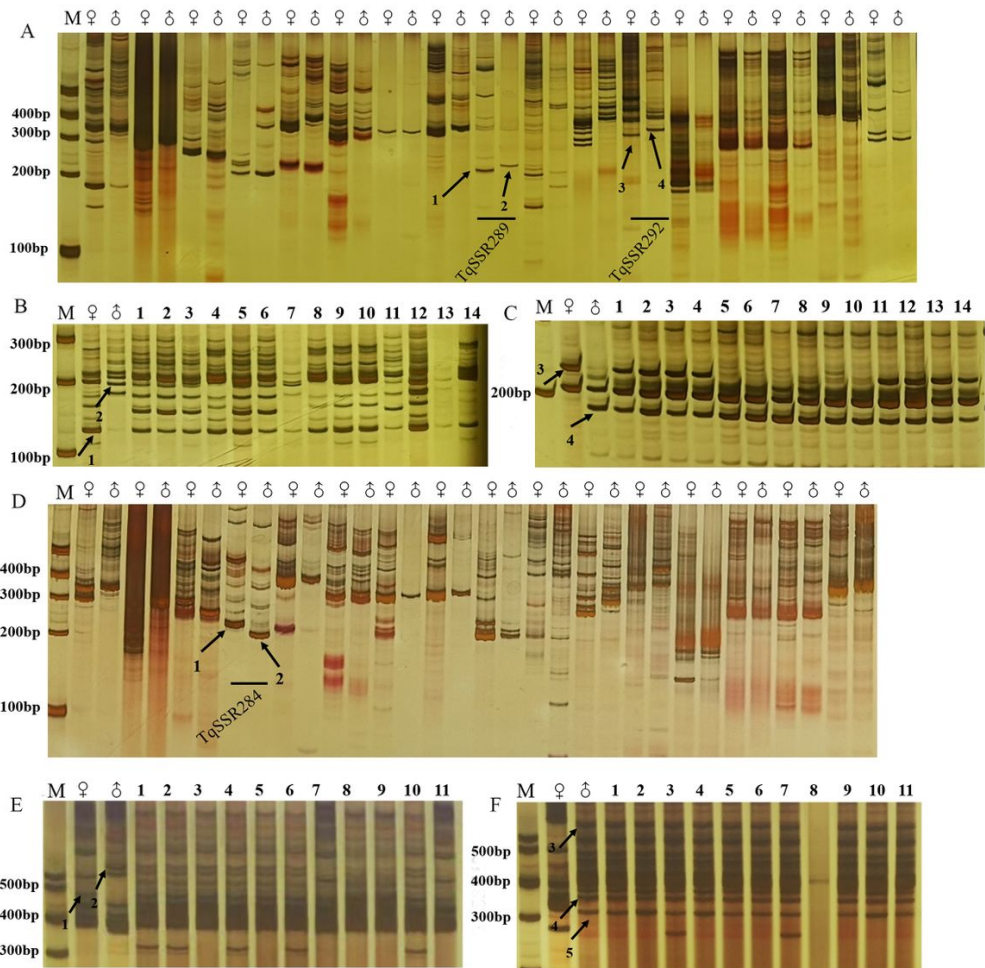 A
M ♀ ♂ ♀ ♂ ♀ ♂ ♀ ♂ ♀ ♂ ♀ ♂ ♀ ♂ ♀ ♂ ♀ ♂ ♀ ♂ ♀ ♂ ♀ ♂ ♀ ♂ ♀ ♂ ♀ ♂ ♀ ♂ ♀ ♂
400bp
300bp
200bp
100bp
1 2 3 4
TqSSR289
TqSSR292
B
M ♀ ♂ 1 2 3 4 5 6 7 8 9 10 11 12 13 14
300bp
200bp
100bp
2
1
C
M ♀ ♂ 1 2 3 4 5 6 7 8 9 10 11 12 13 14
3
200bp
4
D
M ♀ ♂ ♀ ♂ ♀ ♂ ♀ ♂ ♀ ♂ ♀ ♂ ♀ ♂ ♀ ♂ ♀ ♂ ♀ ♂ ♀ ♂ ♀ ♂ ♀ ♂ ♀ ♂ ♀ ♂ ♀ ♂
400bp
300bp
200bp
100bp
1 2
TqSSR284
E
M ♀ ♂ 1 2 3 4 5 6 7 8 9 10 11
500bp
400bp
300bp
1 2
F
M ♀ ♂ 1 2 3 4 5 6 7 8 9 10 11
3
500bp
400bp
300bp
4
5